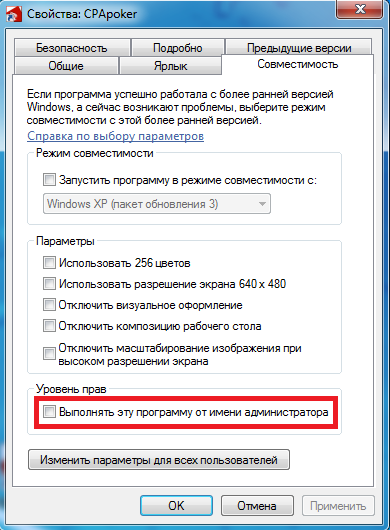 Свойства: CPApoker
Безопасность Подробно Предыдущие версии
Общие Ярлык Совместимость
Если программа успешно работала с более ранней версией
Windows, а сейчас возникают проблемы, выберите режим
совместимости с этой более ранней версией.
Справка по выбору параметров
Режим совместимости
Запустить программу в режиме совместимости с:
Windows XP (пакет обновления 3)
Параметры
Использовать 256 цветов
Использовать разрешение экрана 640 x 480
Отключить визуальное оформление
Отключить композицию рабочего стола
Отключить масштабирование изображения при
высоком разрешении экрана
Уровень прав
Выполнять эту программу от имени администратора
Изменить параметры для всех пользователей
OK Отмена Применить